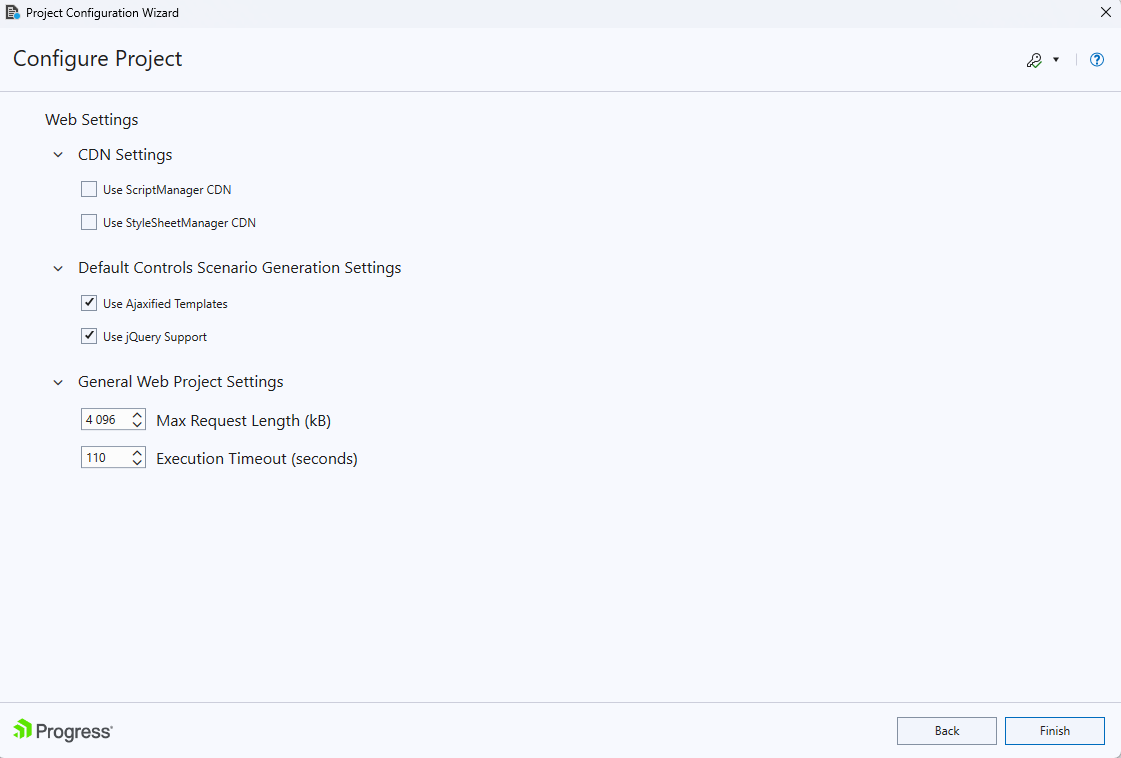 Project Configuration Wizard
Configure Project
Web Settings
CDN Settings
Use ScriptManager CDN
Use StyleSheetManager CDN
Default Controls Scenario Generation Settings
Use Ajaxified Templates
Use jQuery Support
General Web Project Settings
4 096 Max Request Length (kB)
110 Execution Timeout (seconds)
Progress
Back
Finish